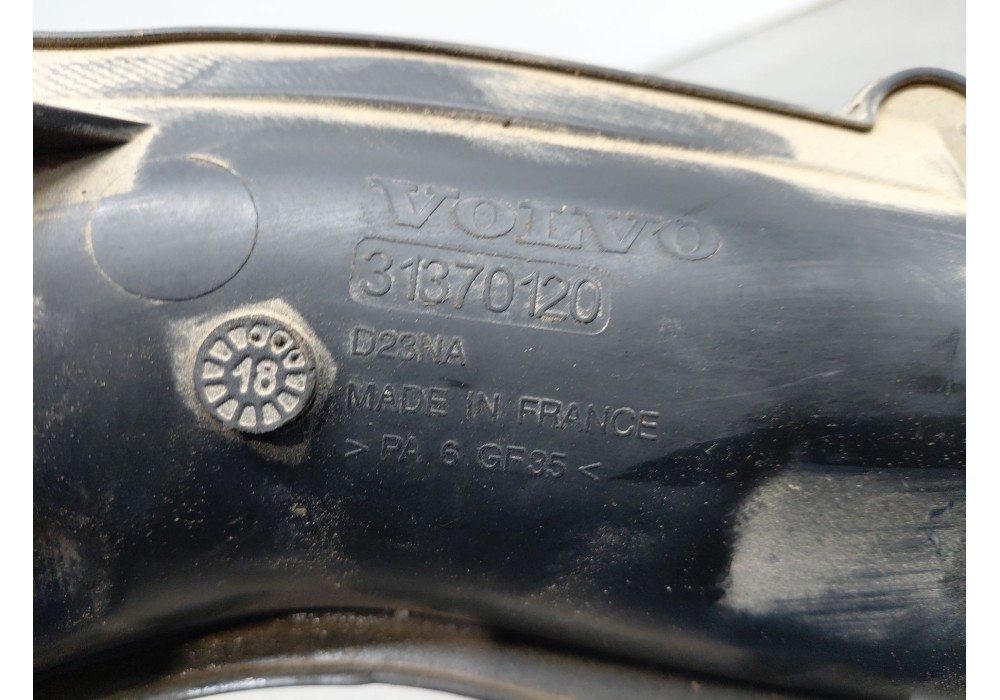 VOLVO
31370120
D23NA
MADE IN FRANCE
> PA 6 GF35 <
18